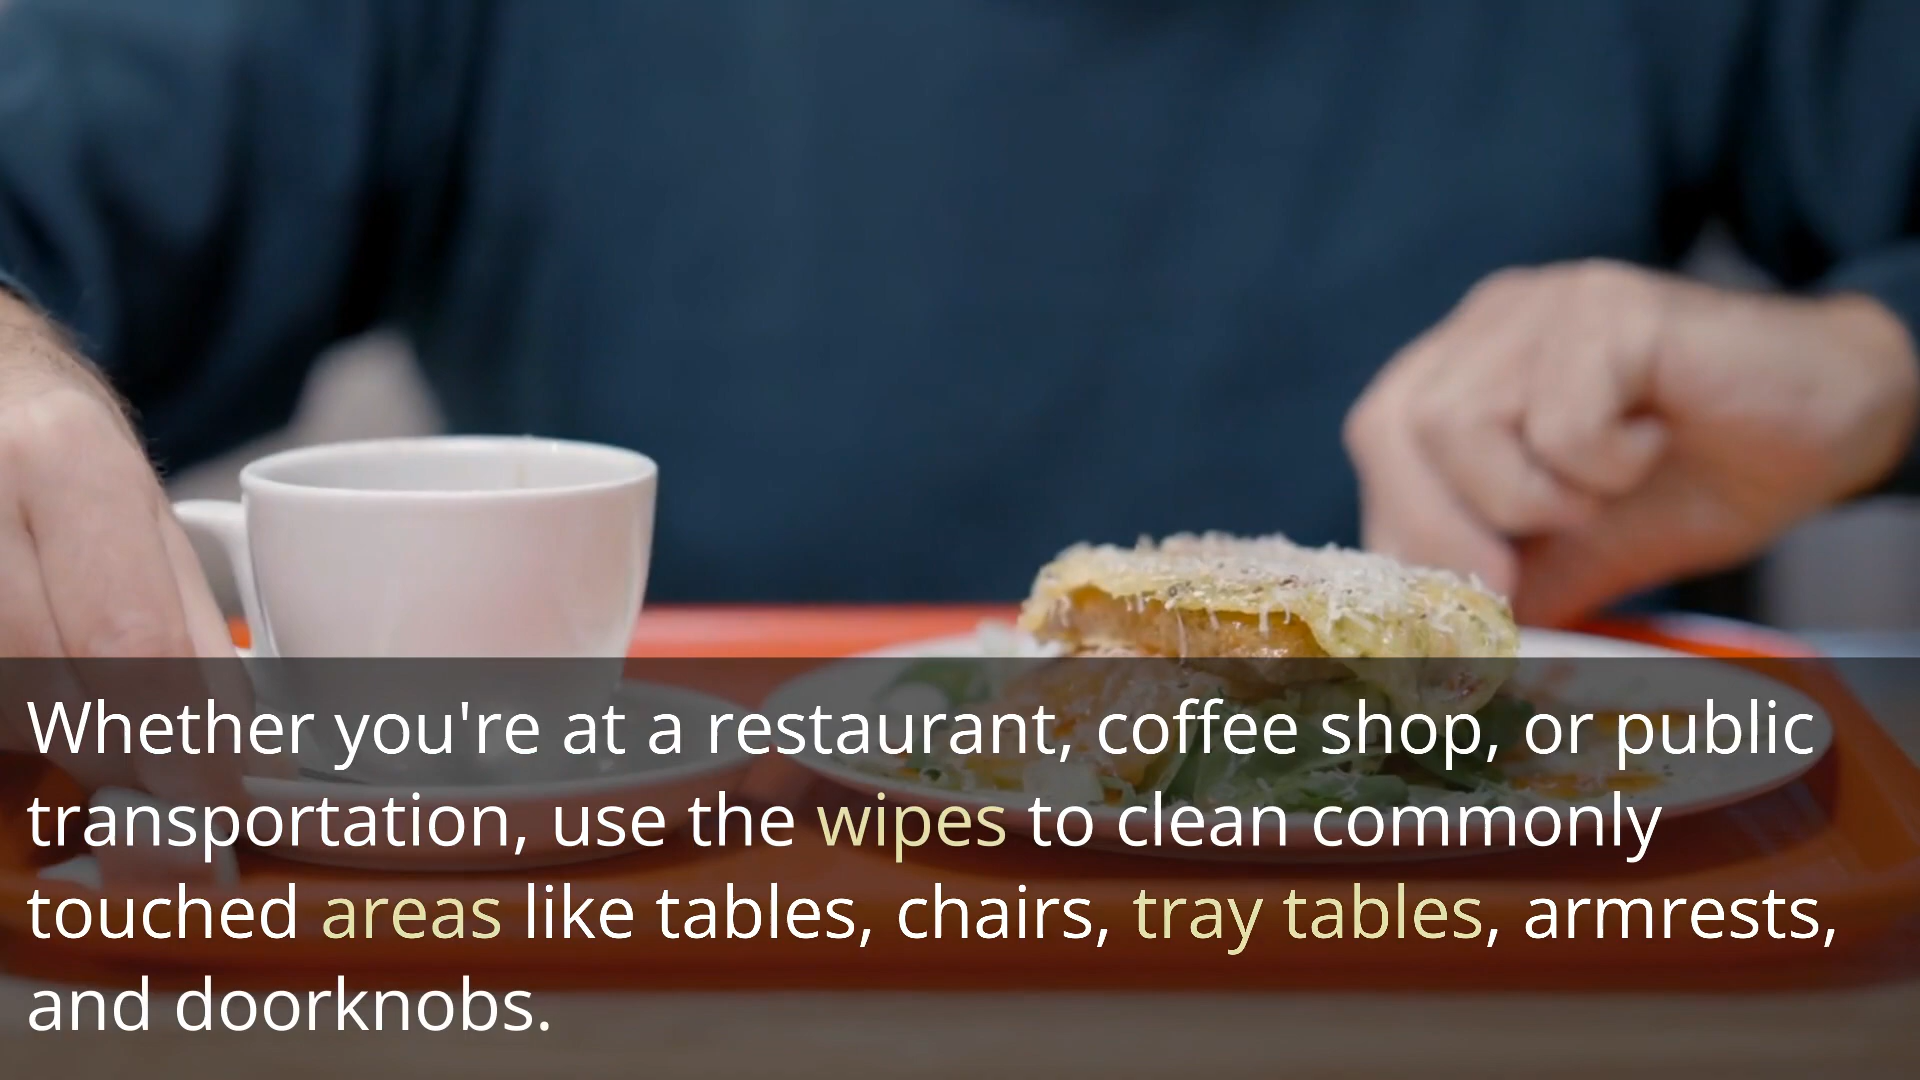 Whether you're at a restaurant, coffee shop, or public
transportation, use the wipes to clean commonly
touched areas like tables, chairs, tray tables, armrests,
and doorknobs.